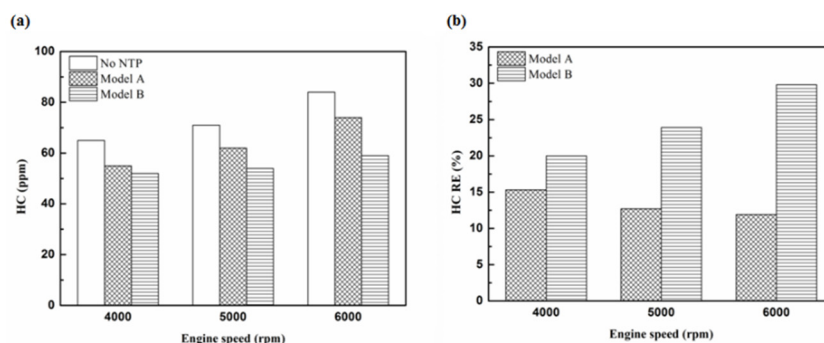 (a)
100
80
60
40
20
0
HC (ppm)
No NTP
Model A
Model B
4000
5000
6000
Engine speed (rpm)
(b)
35
30
25
20
15
10
5
0
HC RE (%)
Model A
Model B
4000
5000
6000
Engine speed (rpm)